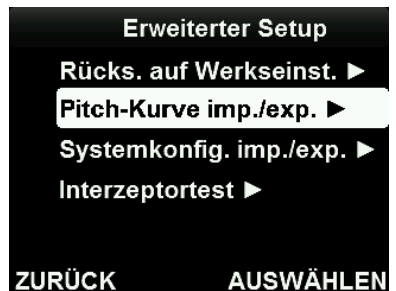 Erweiterter Setup
Rücks. auf Werkseinst. ►
Pitch-Kurve imp./exp. ►
Systemkonfig. imp./exp. ►
Interzeptortest ►
ZURÜCK AUSWÄHLEN